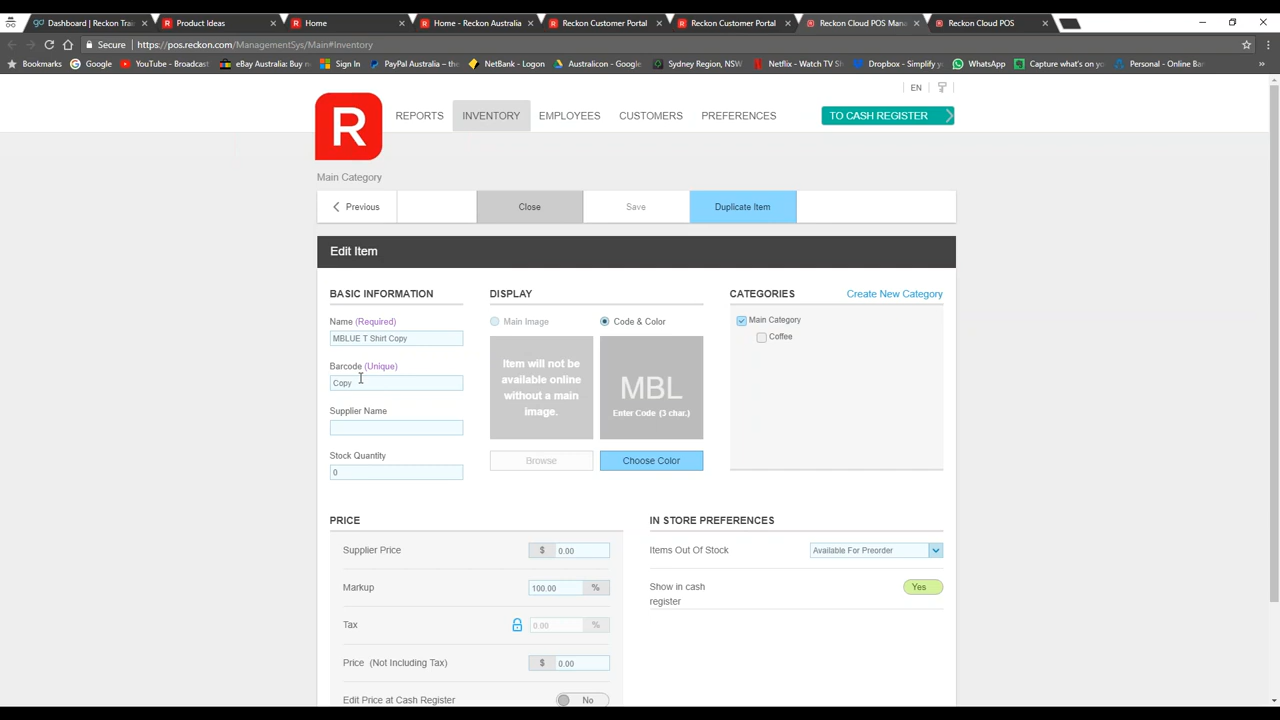 Dashboard | Reckon Train
Product Ideas
Home
Home - Reckon Australia
Reckon Customer Portal
Reckon Customer Portal
Reckon Cloud POS Mana
Reckon Cloud POS
Secure
https://pos.reckon.com/ManagementSys/Main#Inventory
Bookmarks
Google
YouTube - Broadcast
eBay Australia: Buy ne
Sign In
PayPal Australia – the
NetBank - Logon
Australicon - Google
Sydney Region, NSW
Netflix - Watch TV Sh
Dropbox - Simplify yo
WhatsApp
Capture what's on yo
Personal - Online Ban
EN
R
REPORTS
INVENTORY
EMPLOYEES
CUSTOMERS
PREFERENCES
TO CASH REGISTER
Main Category
Previous
Close
Save
Duplicate Item
Edit Item
BASIC INFORMATION
Name (Required)
MBLUE T Shirt Copy
Barcode (Unique)
Copy
Supplier Name
Stock Quantity
0
DISPLAY
Main Image
Code & Color
Item will not be
available online
without a main
image.
MBL
Enter Code (3 char.)
Browse
Choose Color
CATEGORIES
Create New Category
Main Category
Coffee
PRICE
Supplier Price
$ 0.00
Markup
100.00 %
Tax
0.00 %
Price (Not Including Tax)
$ 0.00
Edit Price at Cash Register
No
IN STORE PREFERENCES
Items Out Of Stock
Available For Preorder
Show in cash
register
Yes